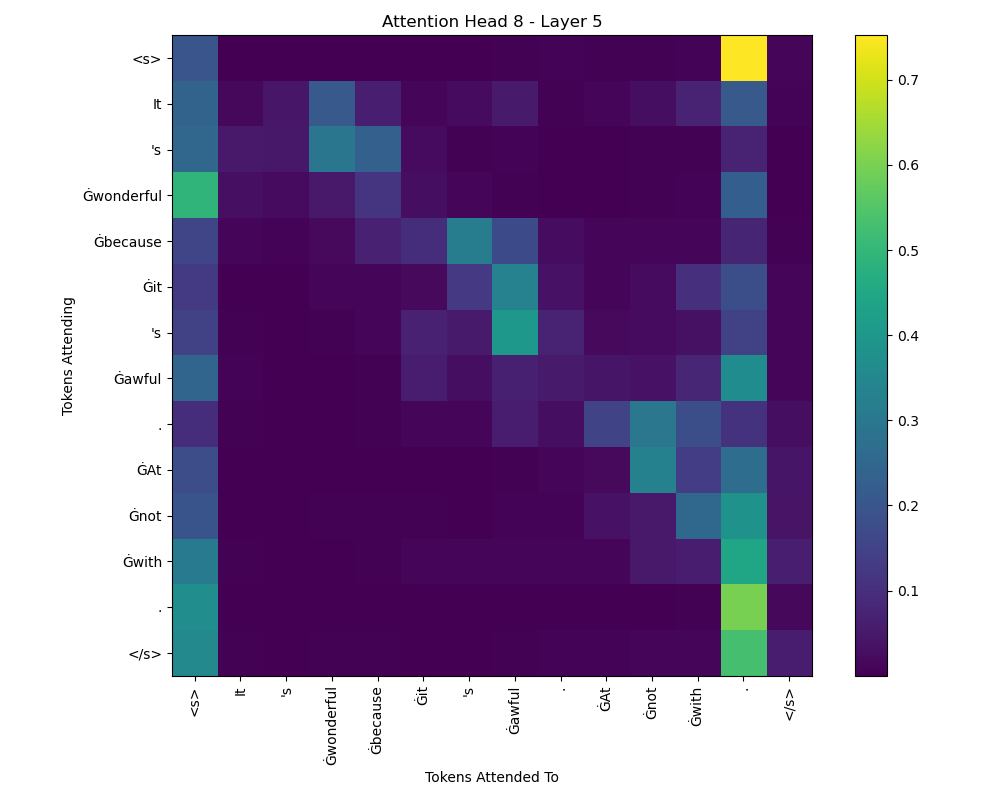 Attention Head 8 - Layer 5
<s>
It
's
Ġwonderful
Ġbecause
Ġit
's
Ġawful
.
ĠAt
Ġnot
Ġwith
.
</s>
Tokens Attending
<s>
It
's
Ġwonderful
Ġbecause
Ġit
's
Ġawful
.
ĠAt
Ġnot
Ġwith
.
</s>
Tokens Attended To
0.7
0.6
0.5
0.4
0.3
0.2
0.1